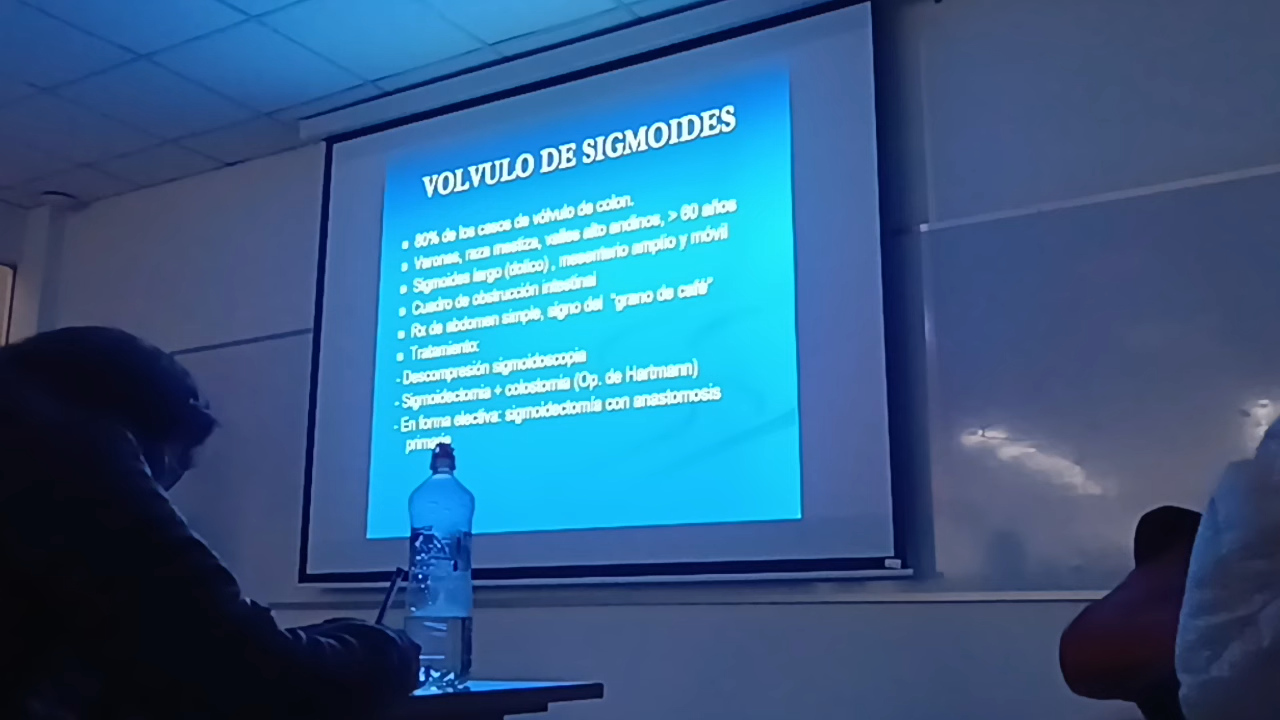 VOLVULO DE SIGMOIDES
80% de los casos de vólvulo de colon.
Varones, raza mestiza, valles alto andinos, > 60 años
Sigmoides largo (dolico) , mesenterio amplio y móvil
Cuadro de obstrucción intestinal
Rx de abdomen simple, signo del "grano de café"
Tratamiento:
- Descompresión sigmoidoscopia
- Sigmoidectomia + colostomia (Op. de Hartmann)
- En forma electiva: sigmoidectomía con anastomosis
primaria